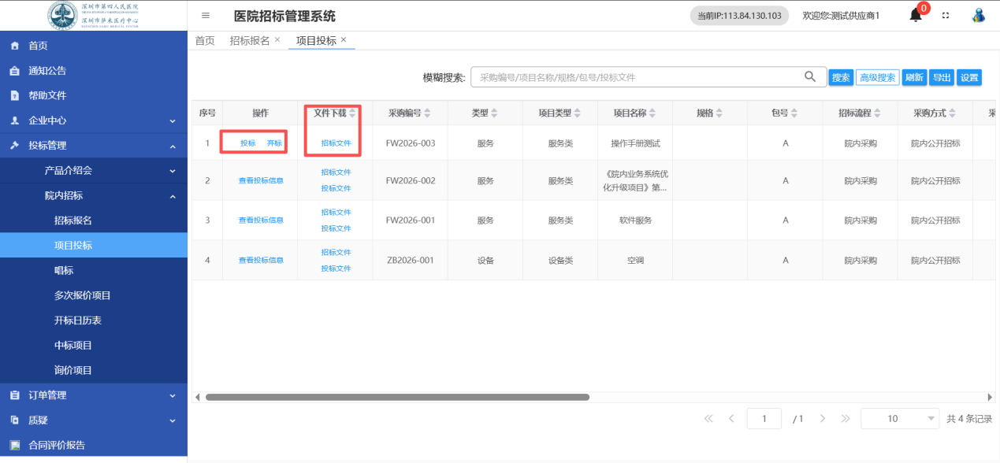 深圳市第四人民医院
深圳市萨米医疗中心
医院招标管理系统
当前IP:113.84.130.103
欢迎您:测试供应商1
0
首页
通知公告
帮助文件
企业中心
投标管理
产品介绍会
院内招标
招标报名
项目投标
唱标
多次报价项目
开标日历表
中标项目
询价项目
订单管理
质疑
合同评价报告
首页 招标报名 × 项目投标 ×
模糊搜索: 采购编号/项目名称/规格/包号/投标文件 搜索 高级搜索 刷新 导出 设置
序号 操作 文件下载 采购编号 类型 项目类型 项目名称 规格 包号 招标流程 采购方式 采
1 投标 弃标 招标文件 FW2026-003 服务 服务类 操作手册测试 A 院内采购 院内公开招标
2 查看投标信息 招标文件 投标文件 FW2026-002 服务 服务类 《院内业务系统优化升级项目》第... A 院内采购 院内公开招标
3 查看投标信息 招标文件 投标文件 FW2026-001 服务 服务类 软件服务 A 院内采购 院内公开招标
4 查看投标信息 招标文件 投标文件 ZB2026-001 设备 设备类 空调 A 院内采购 院内公开招标
1 / 1 10 共 4 条记录